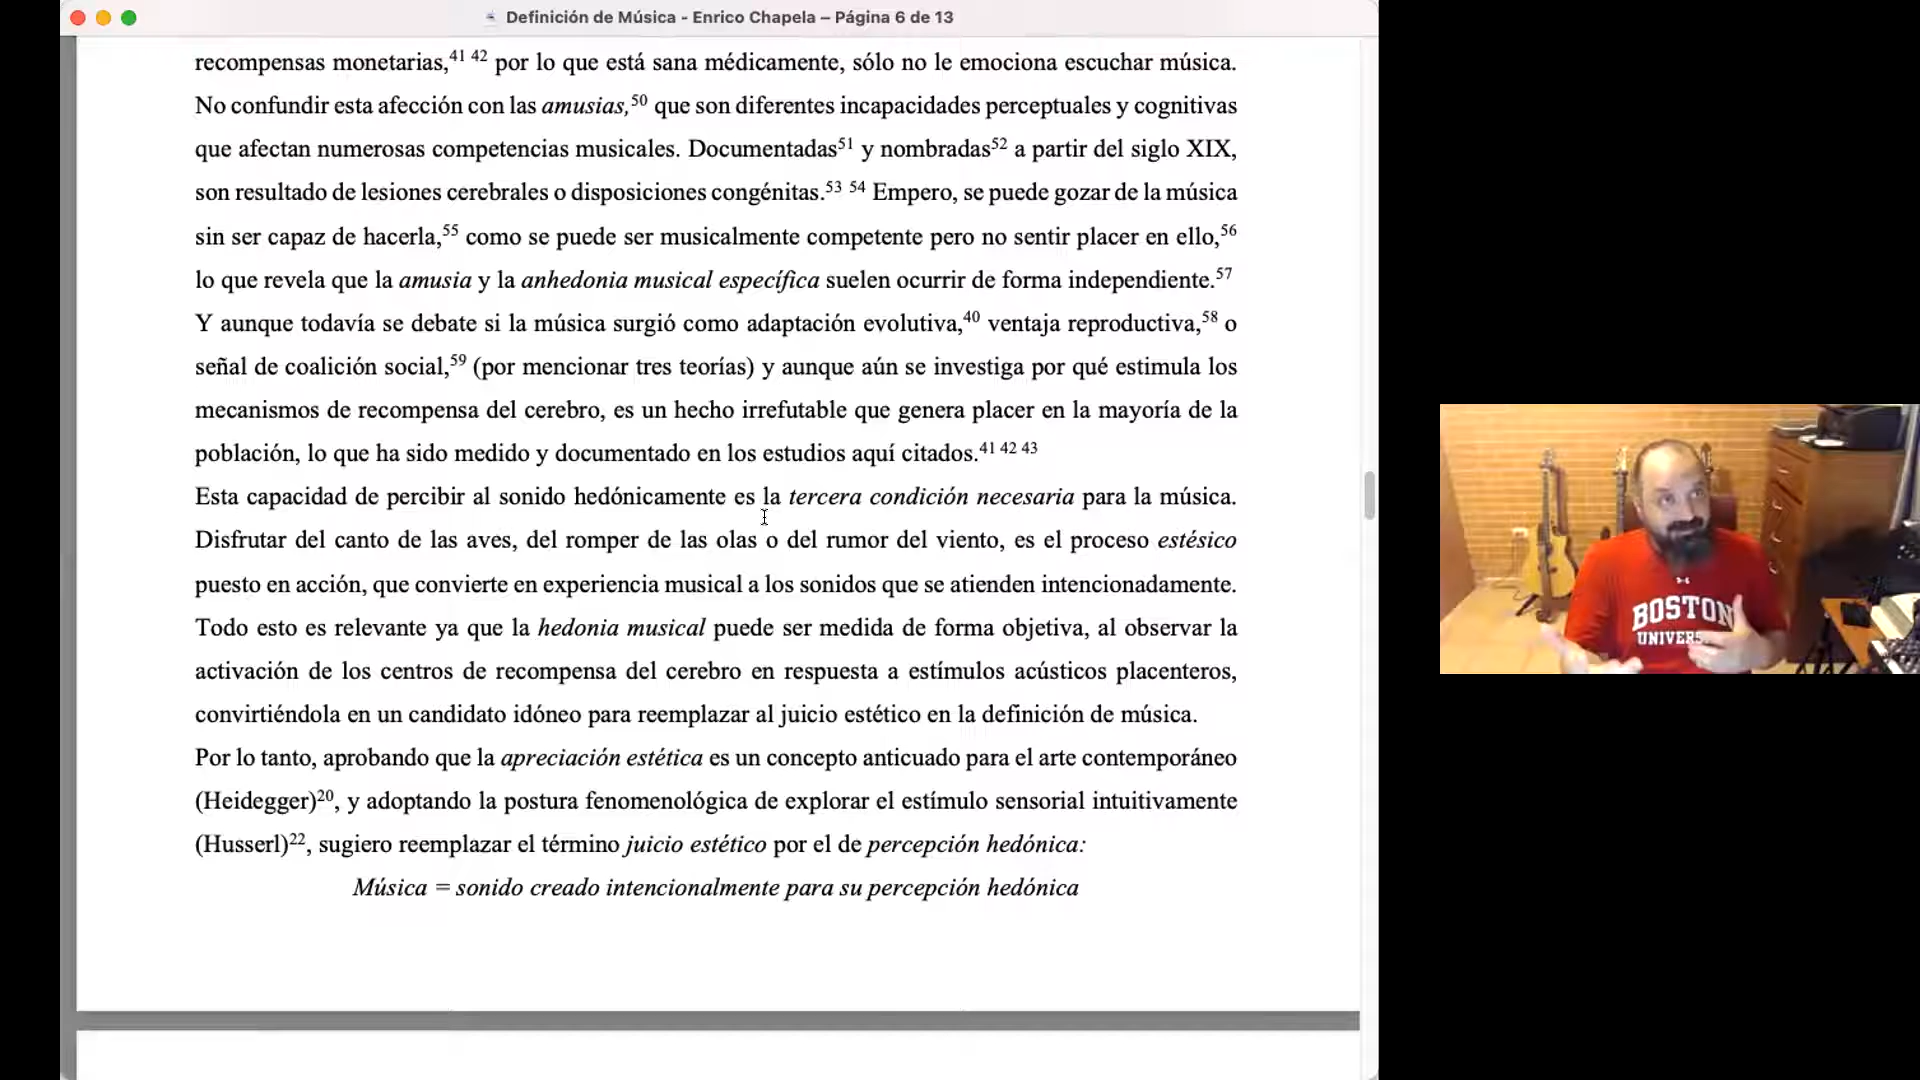 Definición de Música - Enrico Chapela – Página 6 de 13
recompensas monetarias,41 42 por lo que está sana médicamente, sólo no le emociona escuchar música.
No confundir esta afección con las amusias,50 que son diferentes incapacidades perceptuales y cognitivas
que afectan numerosas competencias musicales. Documentadas51 y nombradas52 a partir del siglo XIX,
son resultado de lesiones cerebrales o disposiciones congénitas.53 54 Empero, se puede gozar de la música
sin ser capaz de hacerla,55 como se puede ser musicalmente competente pero no sentir placer en ello,56
lo que revela que la amusia y la anhedonia musical específica suelen ocurrir de forma independiente.57
Y aunque todavía se debate si la música surgió como adaptación evolutiva,40 ventaja reproductiva,58 o
señal de coalición social,59 (por mencionar tres teorías) y aunque aún se investiga por qué estimula los
mecanismos de recompensa del cerebro, es un hecho irrefutable que genera placer en la mayoría de la
población, lo que ha sido medido y documentado en los estudios aquí citados.41 42 43
Esta capacidad de percibir al sonido hedónicamente es la tercera condición necesaria para la música.
Disfrutar del canto de las aves, del romper de las olas o del rumor del viento, es el proceso estésico
puesto en acción, que convierte en experiencia musical a los sonidos que se atienden intencionadamente.
Todo esto es relevante ya que la hedonia musical puede ser medida de forma objetiva, al observar la
activación de los centros de recompensa del cerebro en respuesta a estímulos acústicos placenteros,
convirtiéndola en un candidato idóneo para reemplazar al juicio estético en la definición de música.
Por lo tanto, aprobando que la apreciación estética es un concepto anticuado para el arte contemporáneo
(Heidegger)20, y adoptando la postura fenomenológica de explorar el estímulo sensorial intuitivamente
(Husserl)22, sugiero reemplazar el término juicio estético por el de percepción hedónica:
Música = sonido creado intencionalmente para su percepción hedónica
BOSTON